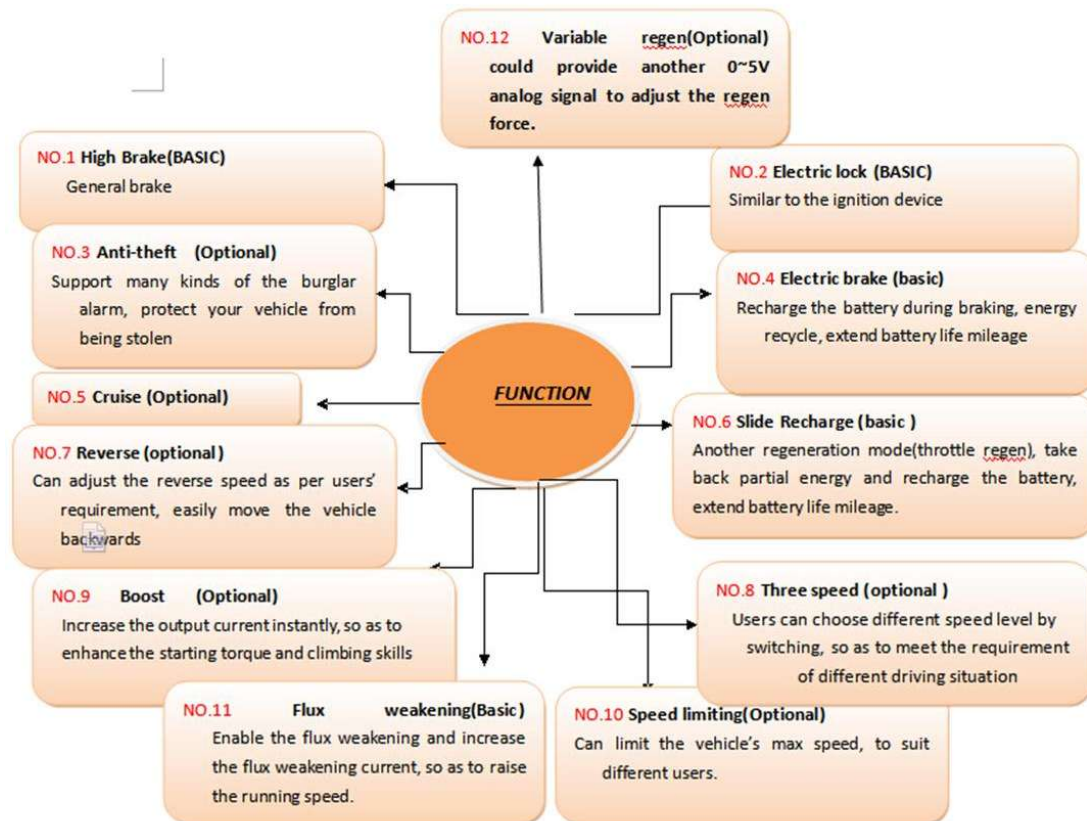 NO.12 Variable regen(Optional)
could provide another 0~5V
analog signal to adjust the regen
force.
NO.1 High Brake(BASIC)
General brake
NO.2 Electric lock (BASIC)
Similar to the ignition device
NO.3 Anti-theft (Optional)
Support many kinds of the burglar
alarm, protect your vehicle from
being stolen
NO.4 Electric brake (basic)
Recharge the battery during braking, energy
recycle, extend battery life mileage
FUNCTION
NO.5 Cruise (Optional)
NO.6 Slide Recharge (basic )
Another regeneration mode(throttle regen), take
back partial energy and recharge the battery,
extend battery life mileage.
NO.7 Reverse (optional)
Can adjust the reverse speed as per users’
requirement, easily move the vehicle
backwards
NO.8 Three speed (optional )
Users can choose different speed level by
switching, so as to meet the requirement
of different driving situation
NO.9 Boost (Optional)
Increase the output current instantly, so as to
enhance the starting torque and climbing skills
NO.10 Speed limiting(Optional)
Can limit the vehicle’s max speed, to suit
different users.
NO.11 Flux weakening(Basic)
Enable the flux weakening and increase
the flux weakening current, so as to raise
the running speed.